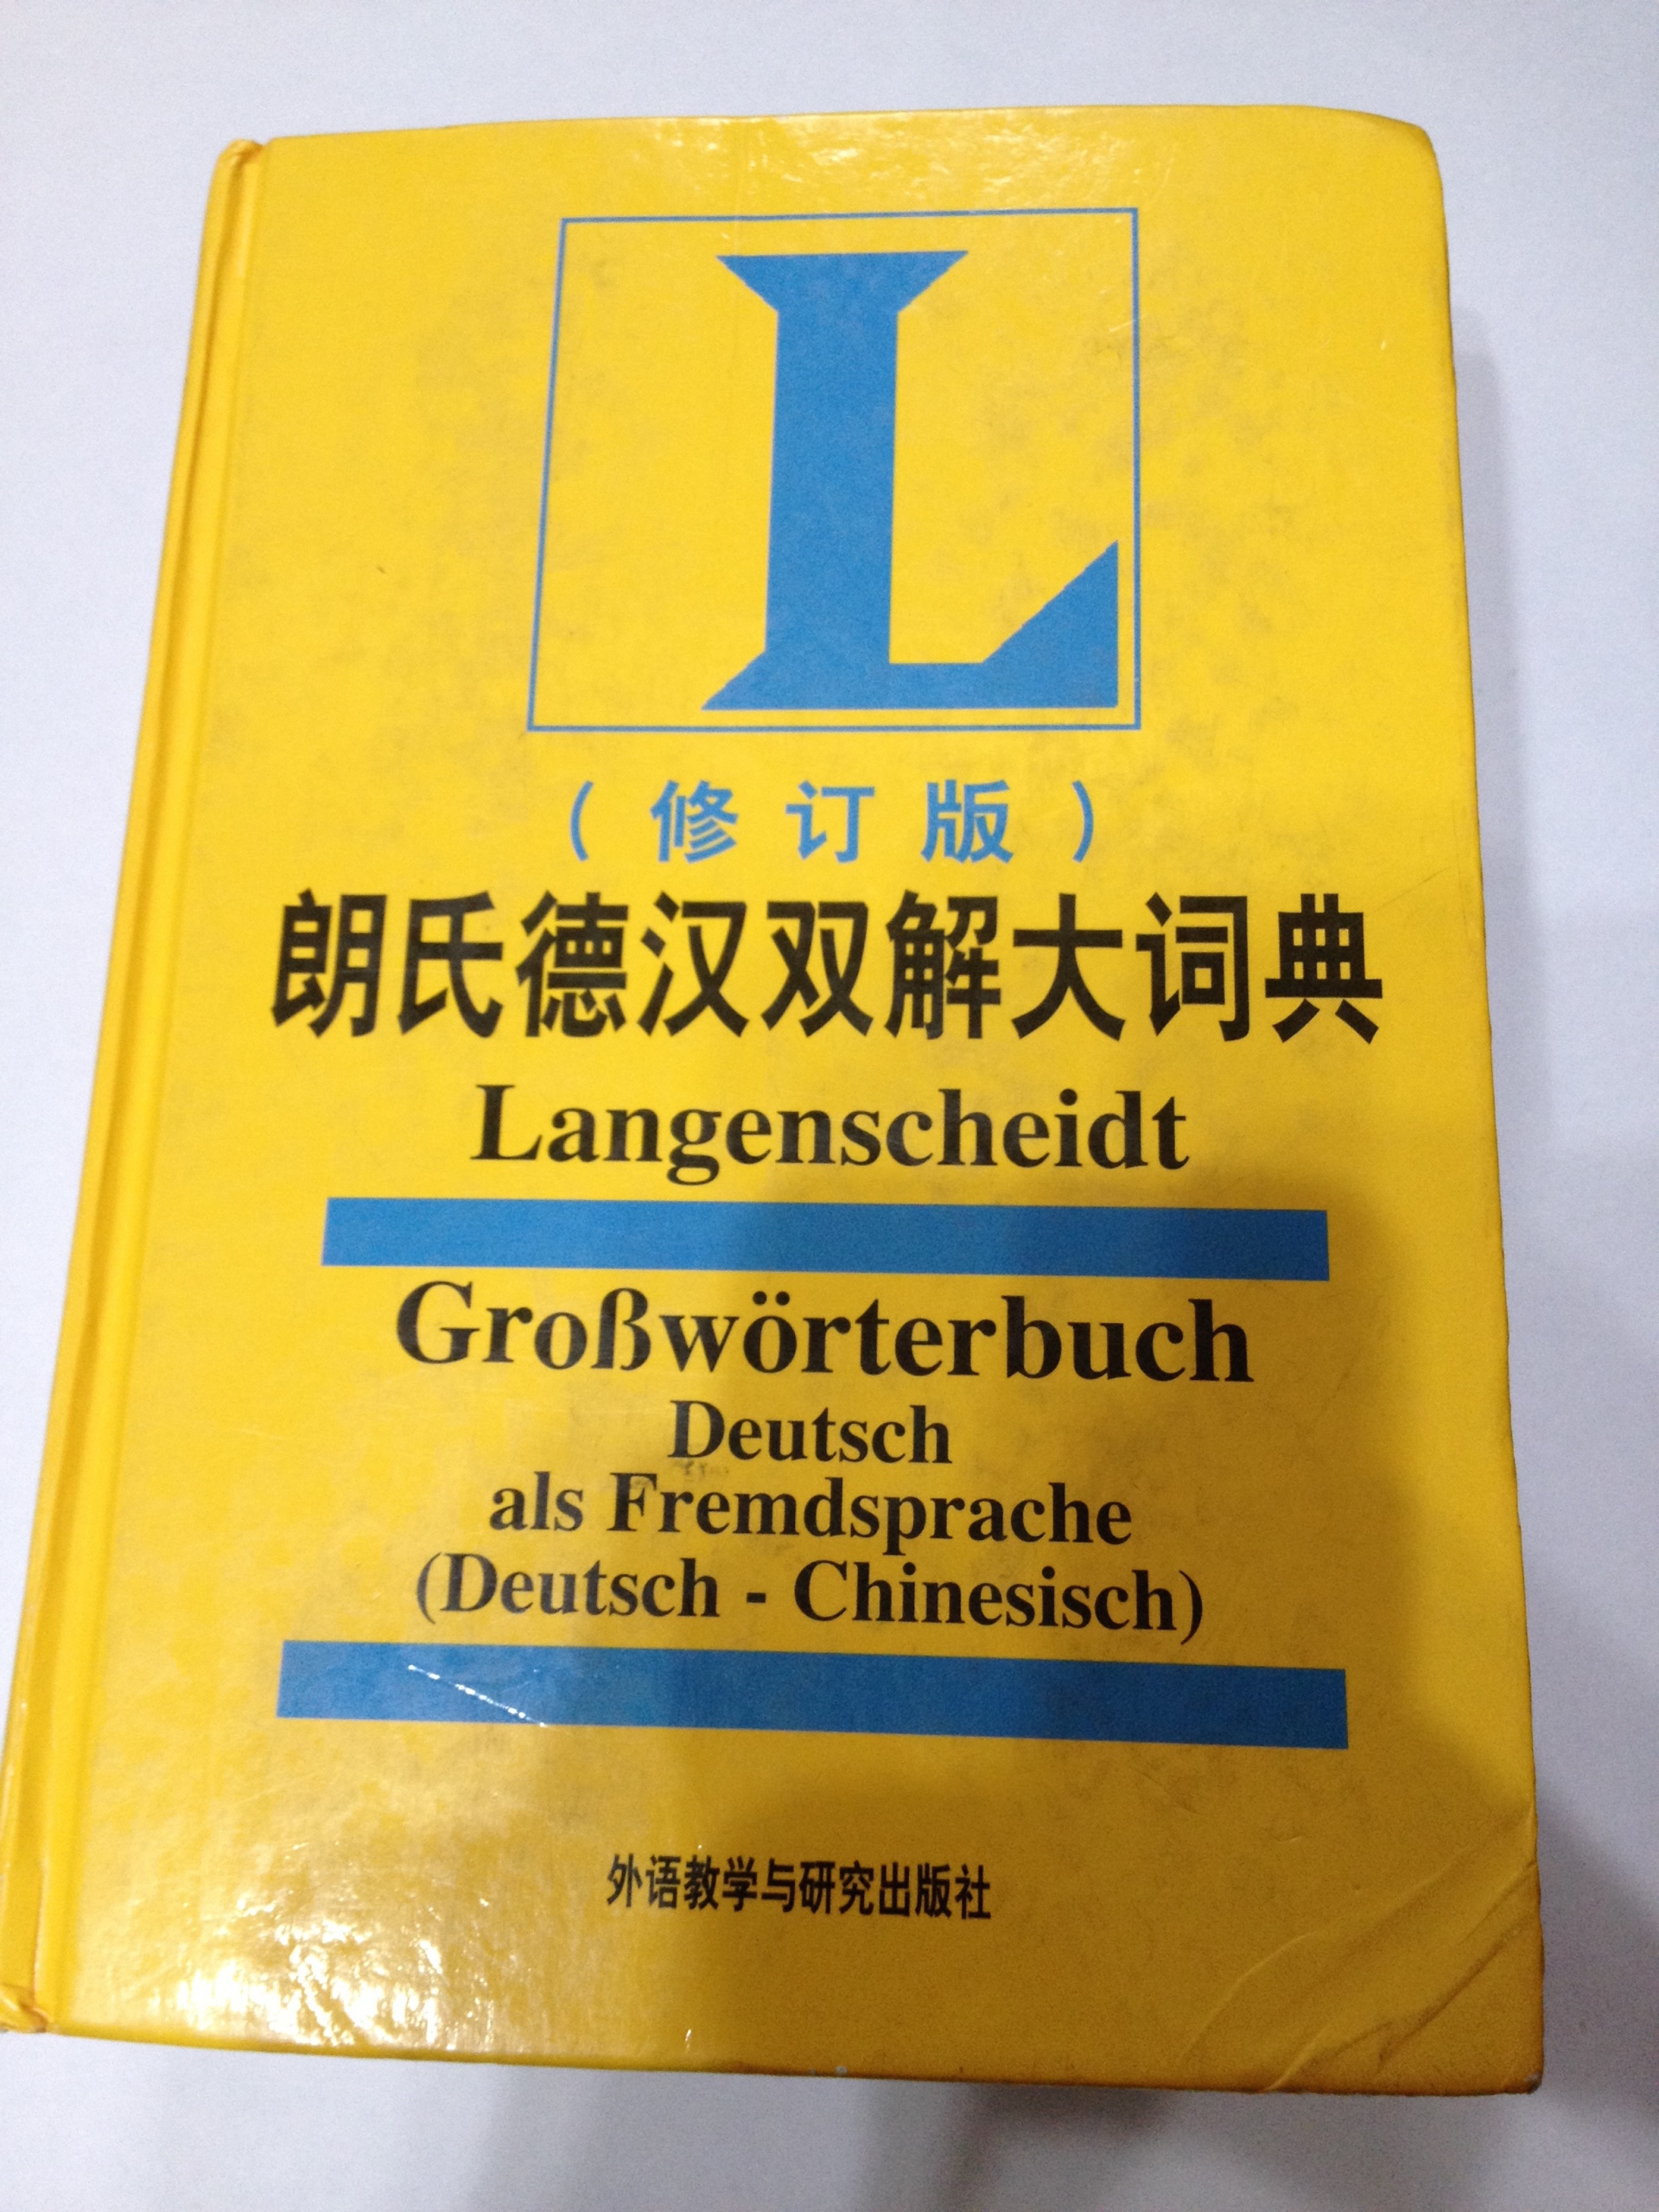 L
（修订版）
朗氏德汉双解大词典
Langenscheidt
Großwörterbuch
Deutsch
als Fremdsprache
(Deutsch - Chinesisch)
外语教学与研究出版社